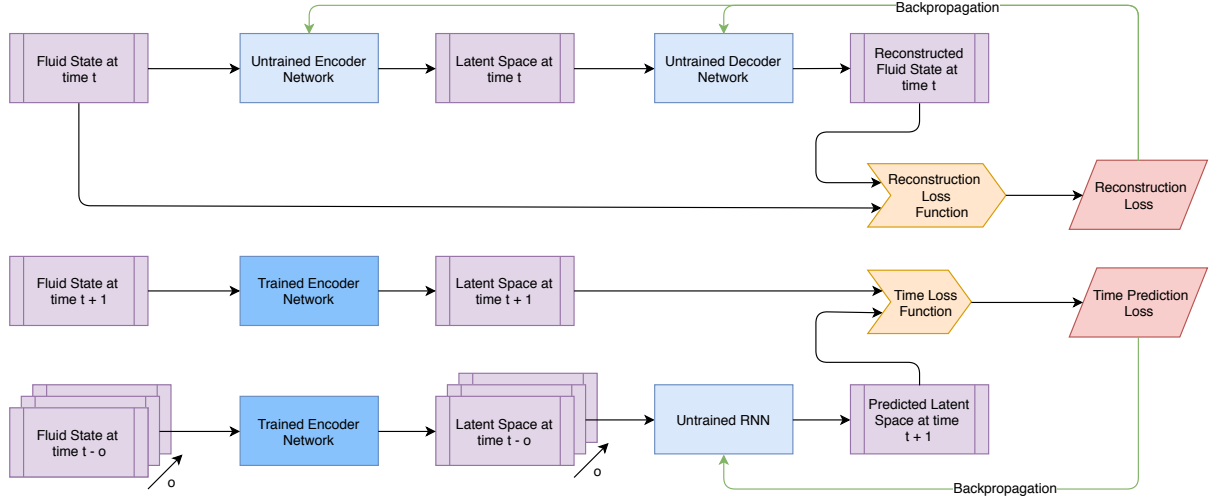 Backpropagation
Fluid State at
time t
Untrained Encoder
Network
Latent Space at
time t
Untrained Decoder
Network
Reconstructed
Fluid State at
time t
Reconstruction
Loss
Function
Reconstruction
Loss
Fluid State at
time t + 1
Trained Encoder
Network
Latent Space at
time t + 1
Time Loss
Function
Time Prediction
Loss
Fluid State at
time t - o
o
Trained Encoder
Network
Latent Space at
time t - o
o
Untrained RNN
Predicted Latent
Space at time
t + 1
Backpropagation